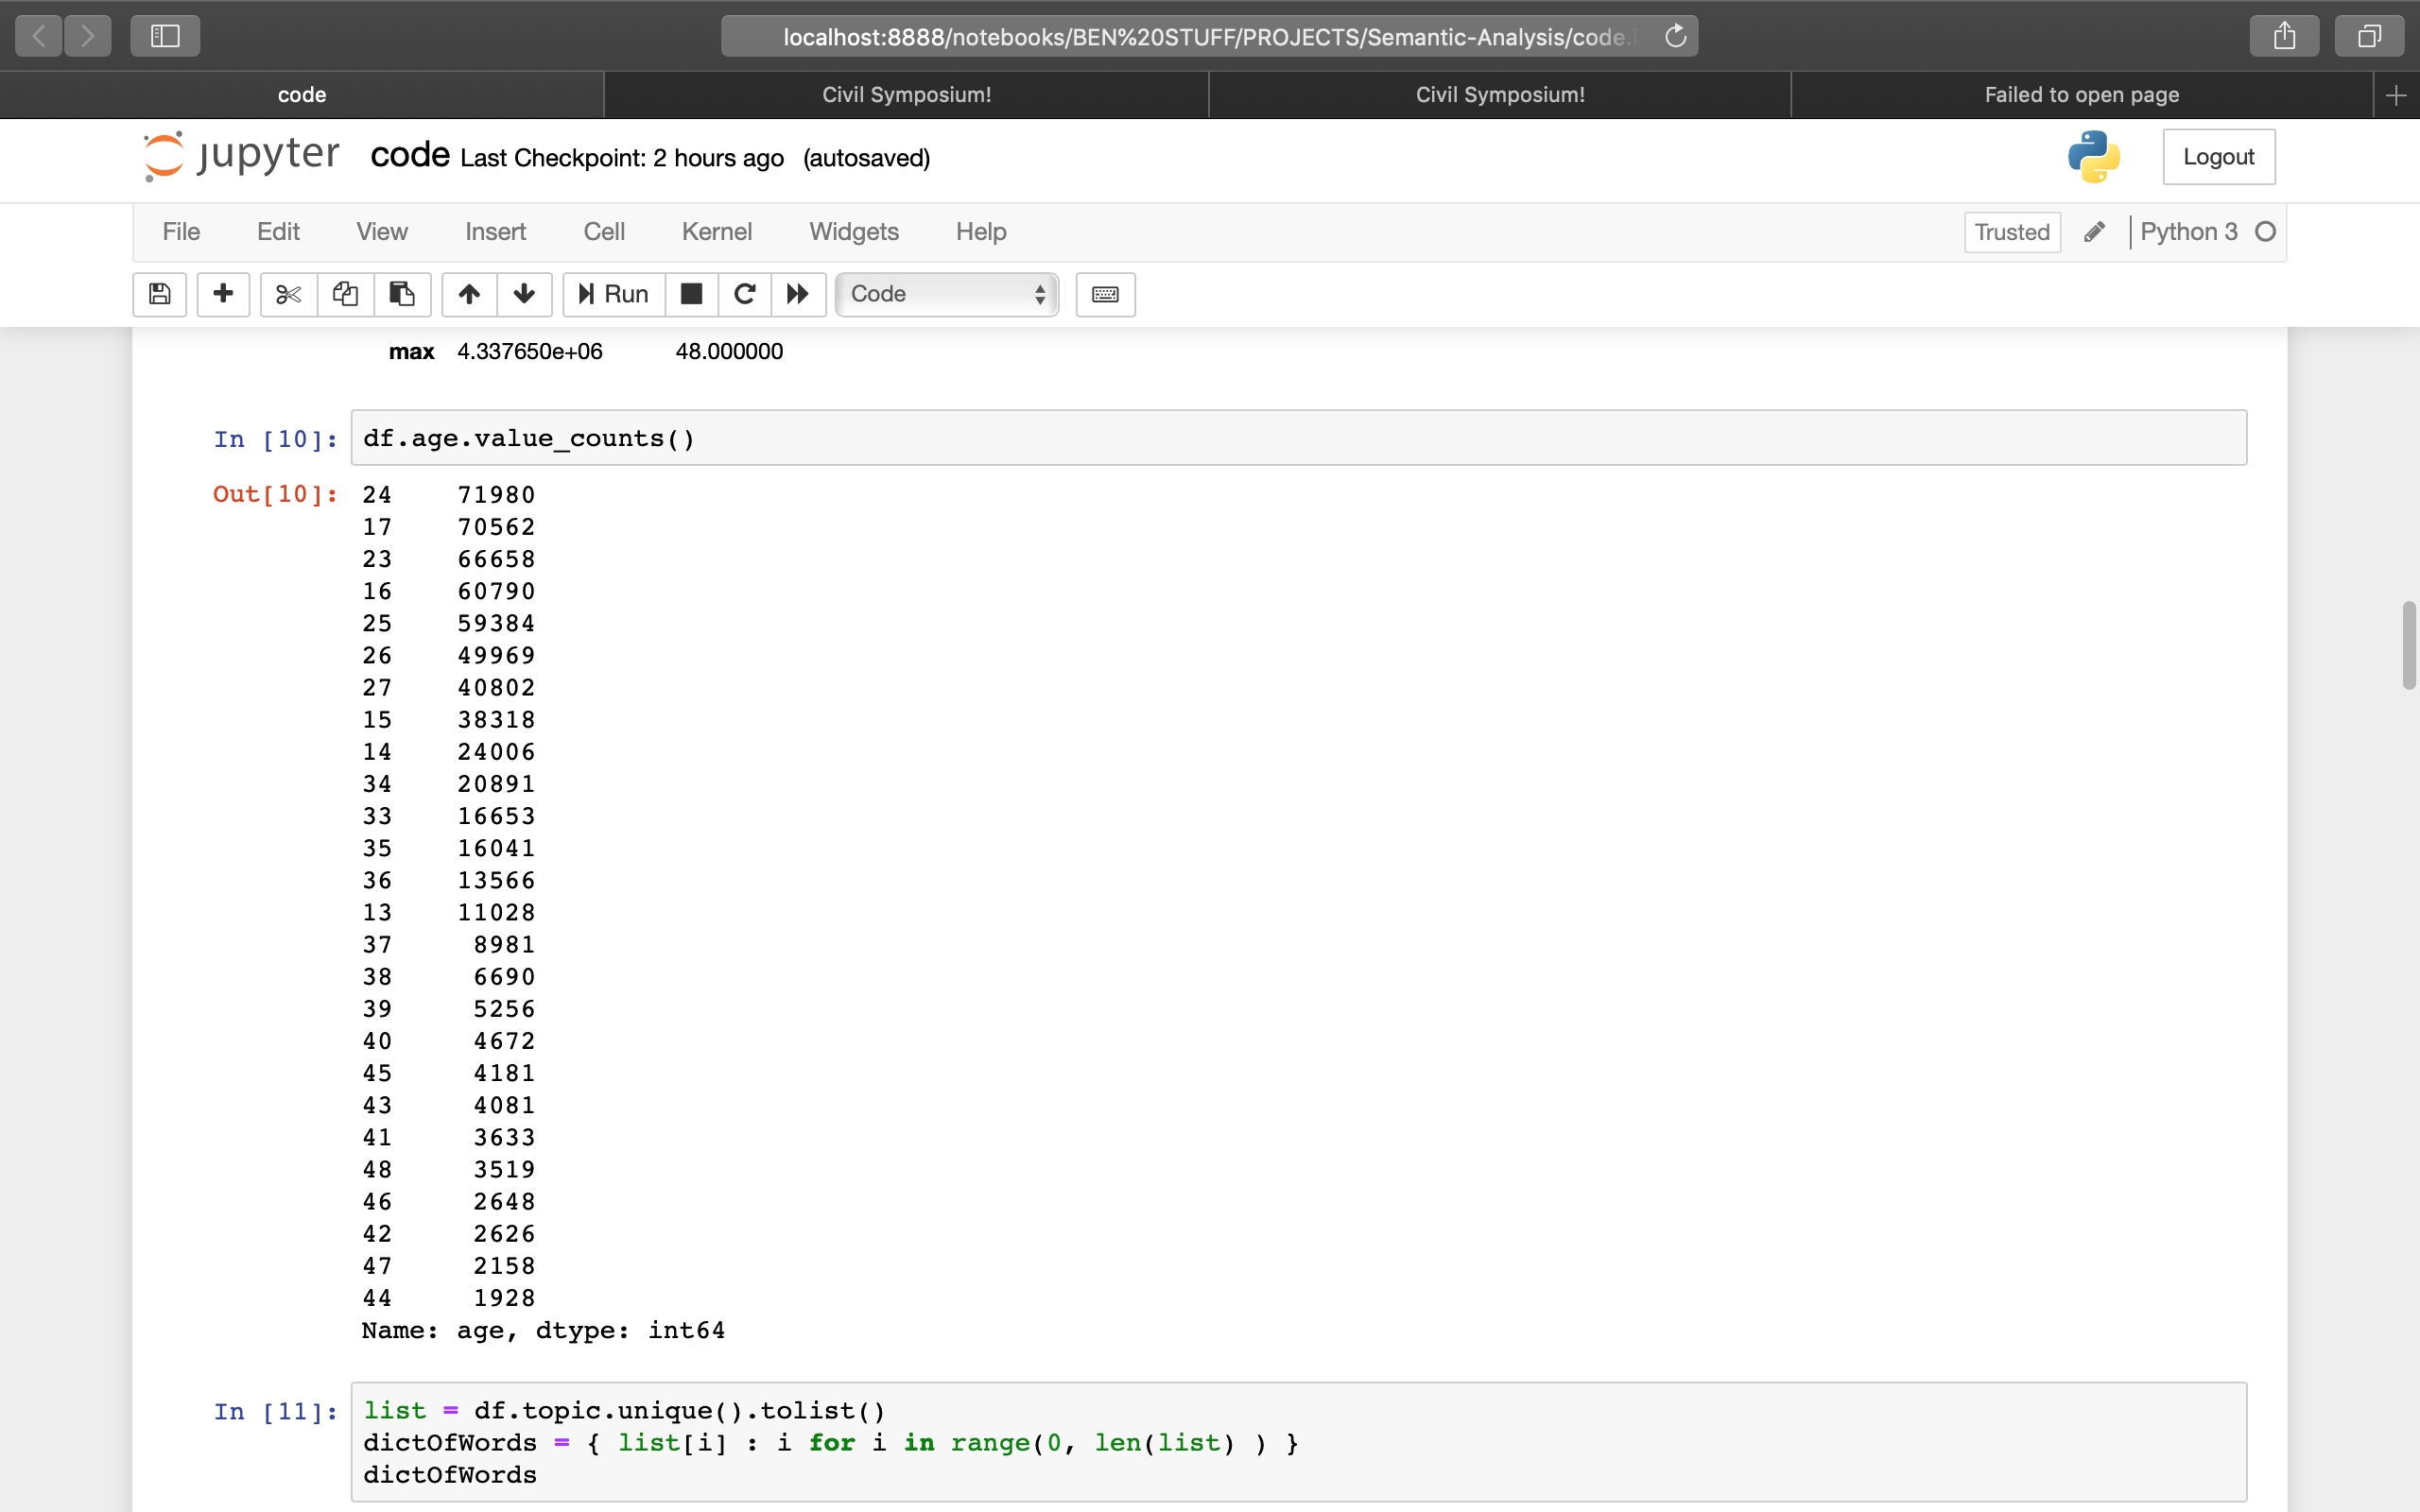 localhost:8888/notebooks/BEN%20STUFF/PROJECTS/Semantic-Analysis/code.i
code Civil Symposium! Civil Symposium! Failed to open page
jupyter code Last Checkpoint: 2 hours ago (autosaved) Logout
File Edit View Insert Cell Kernel Widgets Help Trusted Python 3
Run Code
max 4.337650e+06 48.000000
In [10]: df.age.value_counts()
Out[10]: 24 71980
17 70562
23 66658
16 60790
25 59384
26 49969
27 40802
15 38318
14 24006
34 20891
33 16653
35 16041
36 13566
13 11028
37 8981
38 6690
39 5256
40 4672
45 4181
43 4081
41 3633
48 3519
46 2648
42 2626
47 2158
44 1928
Name: age, dtype: int64
In [11]: list = df.topic.unique().tolist()
dictOfWords = { list[i] : i for i in range(0, len(list) ) }
dictOfWords